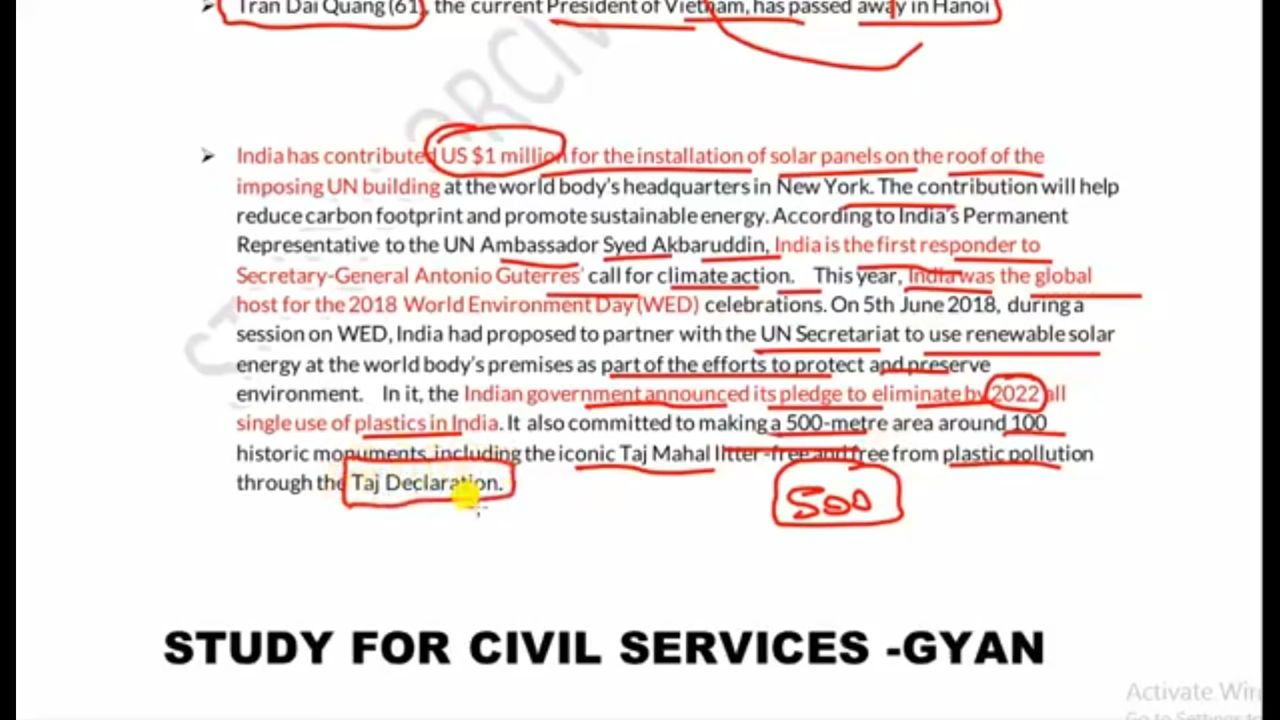 Tran Dai Quang (61), the current President of Vietnam, has passed away in Hanoi
India has contributed US $1 million for the installation of solar panels on the roof of the
imposing UN building at the world body's headquarters in New York. The contribution will help
reduce carbon footprint and promote sustainable energy. According to India's Permanent
Representative to the UN Ambassador Syed Akbaruddin, India is the first responder to
Secretary-General Antonio Guterres' call for climate action. This year, India was the global
host for the 2018 World Environment Day (WED) celebrations. On 5th June 2018, during a
session on WED, India had proposed to partner with the UN Secretariat to use renewable solar
energy at the world body's premises as part of the efforts to protect and preserve
environment. In it, the Indian government announced its pledge to eliminate by 2022 all
single use of plastics in India. It also committed to making a 500-metre area around 100
historic monuments, including the iconic Taj Mahal litter-free and free from plastic pollution
through the Taj Declaration.
500
STUDY FOR CIVIL SERVICES -GYAN
Activate Win